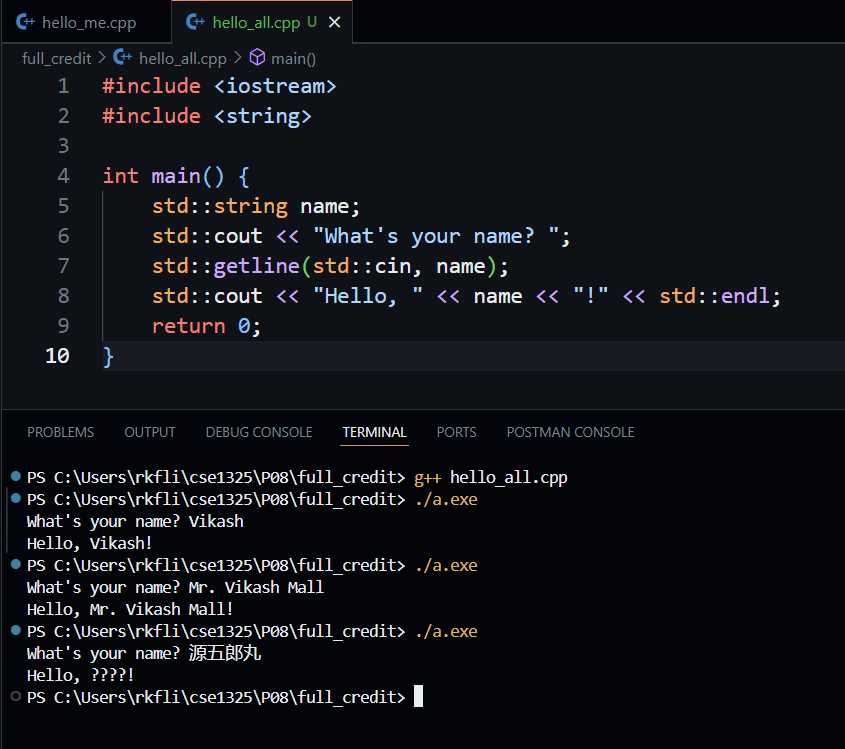 hello_me.cpp
hello_all.cpp U
full_credit > hello_all.cpp > main()
1 #include <iostream>
2 #include <string>
3
4 int main() {
5     std::string name;
6     std::cout << "What's your name? ";
7     std::getline(std::cin, name);
8     std::cout << "Hello, " << name << "!" << std::endl;
9     return 0;
10 }
PROBLEMS OUTPUT DEBUG CONSOLE TERMINAL PORTS POSTMAN CONSOLE
PS C:\Users\rkfli\cse1325\P08\full_credit> g++ hello_all.cpp
PS C:\Users\rkfli\cse1325\P08\full_credit> ./a.exe
What's your name? Vikash
Hello, Vikash!
PS C:\Users\rkfli\cse1325\P08\full_credit> ./a.exe
What's your name? Mr. Vikash Mall
Hello, Mr. Vikash Mall!
PS C:\Users\rkfli\cse1325\P08\full_credit> ./a.exe
What's your name? 源五郎丸
Hello, ????!
PS C:\Users\rkfli\cse1325\P08\full_credit>